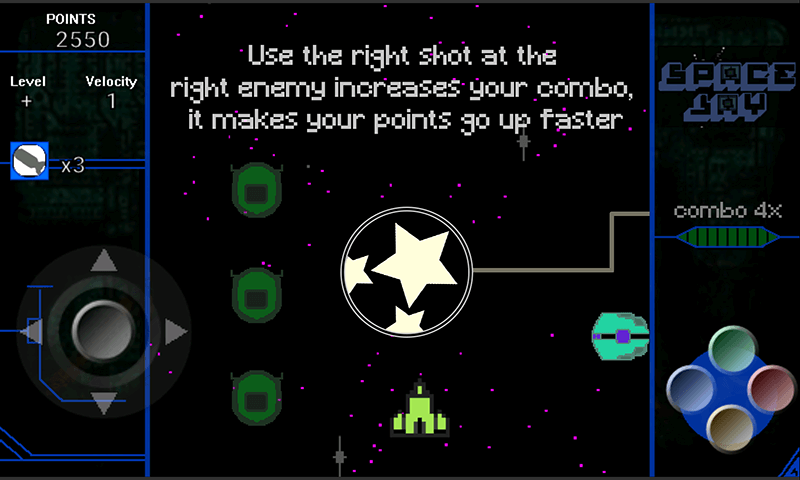 POINTS
2550
Level
Velocity
+
1
x3
Use the right shot at the
right enemy increases your combo,
it makes your points go up faster
SPACE
JAY
combo 4x